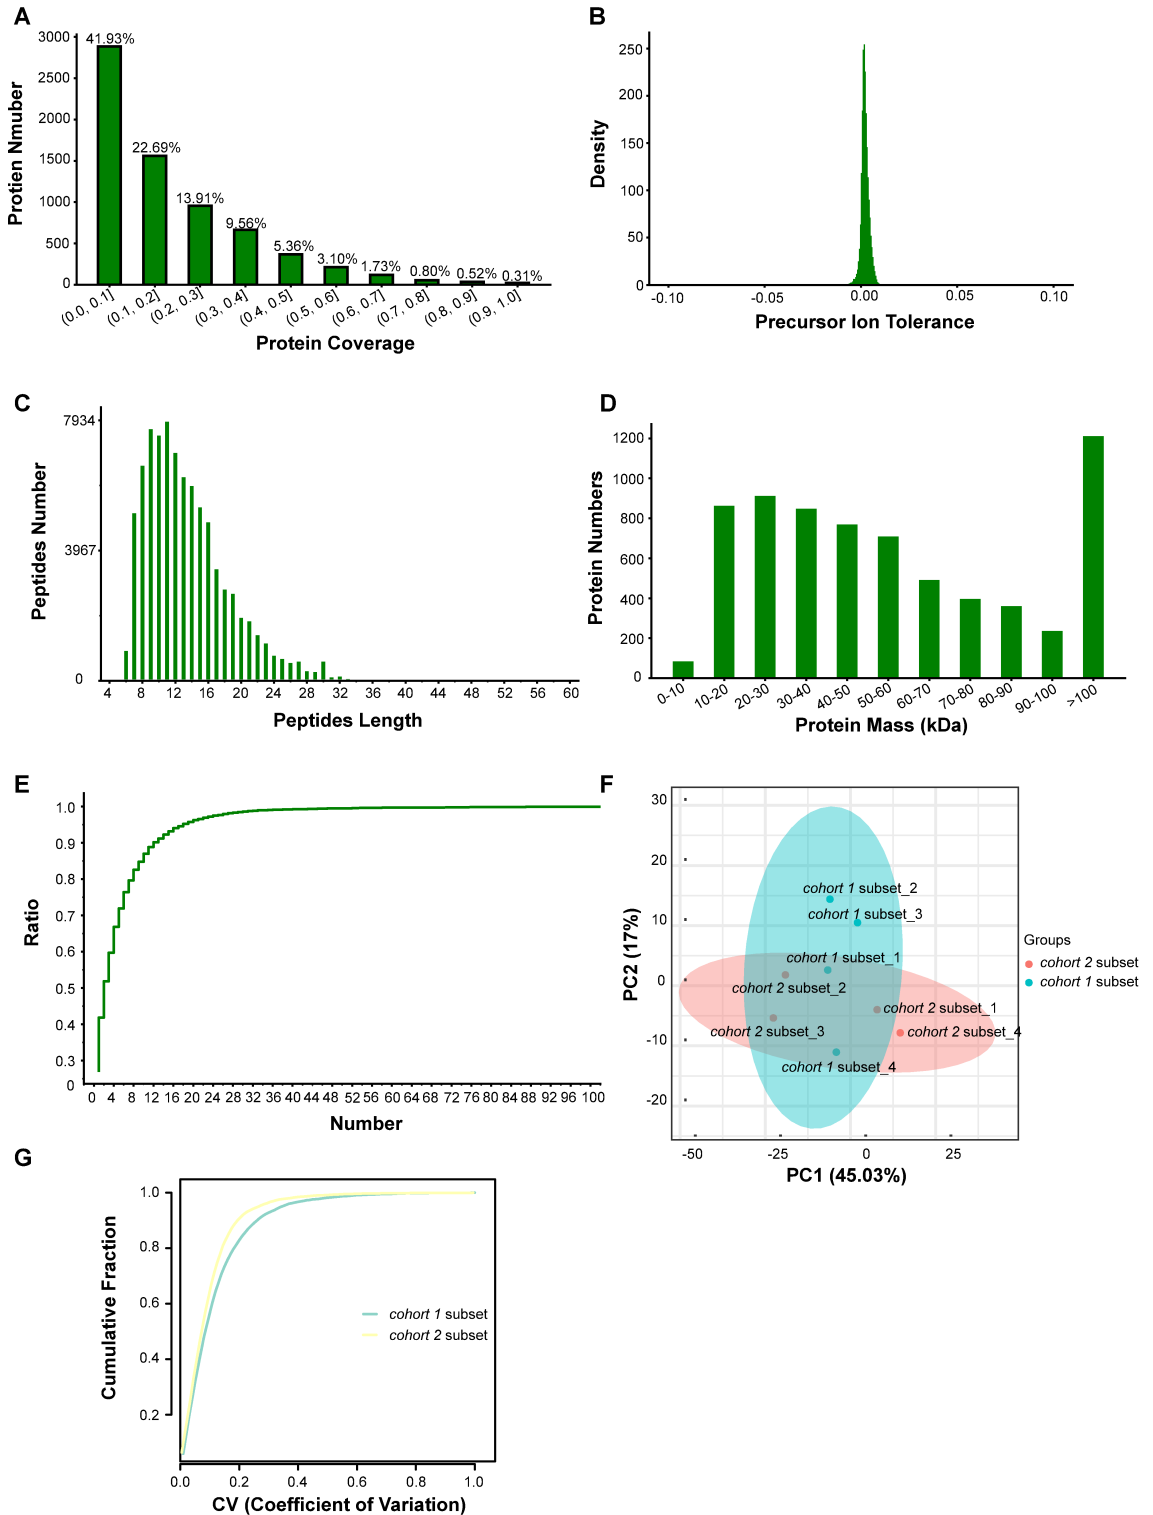 A
3000
2500
2000
1500
1000
500
0
Protien Nmuber
41.93%
22.69%
13.91%
9.56%
5.36%
3.10%
1.73%
0.80%
0.52%
0.31%
(0.0, 0.1]
(0.1, 0.2]
(0.2, 0.3]
(0.3, 0.4]
(0.4, 0.5]
(0.5, 0.6]
(0.6, 0.7]
(0.7, 0.8]
(0.8, 0.9]
(0.9, 1.0]
Protein Coverage
B
250
200
150
100
50
0
Density
-0.10 -0.05 0.00 0.05 0.10
Precursor Ion Tolerance
C
7934
3967
0
Peptides Number
4 8 12 16 20 24 28 32 36 40 44 48 52 56 60
Peptides Length
D
1200
1000
800
600
400
200
0
Protein Numbers
0-10
10-20
20-30
30-40
40-50
50-60
60-70
70-80
80-90
90-100
>100
Protein Mass (kDa)
E
1.0
0.9
0.8
0.7
0.6
0.5
0.4
0.3
0
Ratio
0 4 8 12 16 20 24 28 32 36 40 44 48 52 56 60 64 68 72 76 80 84 88 92 96 100
Number
F
30
20
10
0
-10
-20
PC2 (17%)
cohort 1 subset_2
cohort 1 subset_3
cohort 1 subset_1
cohort 2 subset_2
cohort 2 subset_1
cohort 2 subset_3
cohort 2 subset_4
cohort 1 subset_4
-50 -25 0 25
PC1 (45.03%)
Groups
cohort 2 subset
cohort 1 subset
G
1.0
0.8
0.6
0.4
0.2
Cumulative Fraction
cohort 1 subset
cohort 2 subset
0.0 0.2 0.4 0.6 0.8 1.0
CV (Coefficient of Variation)